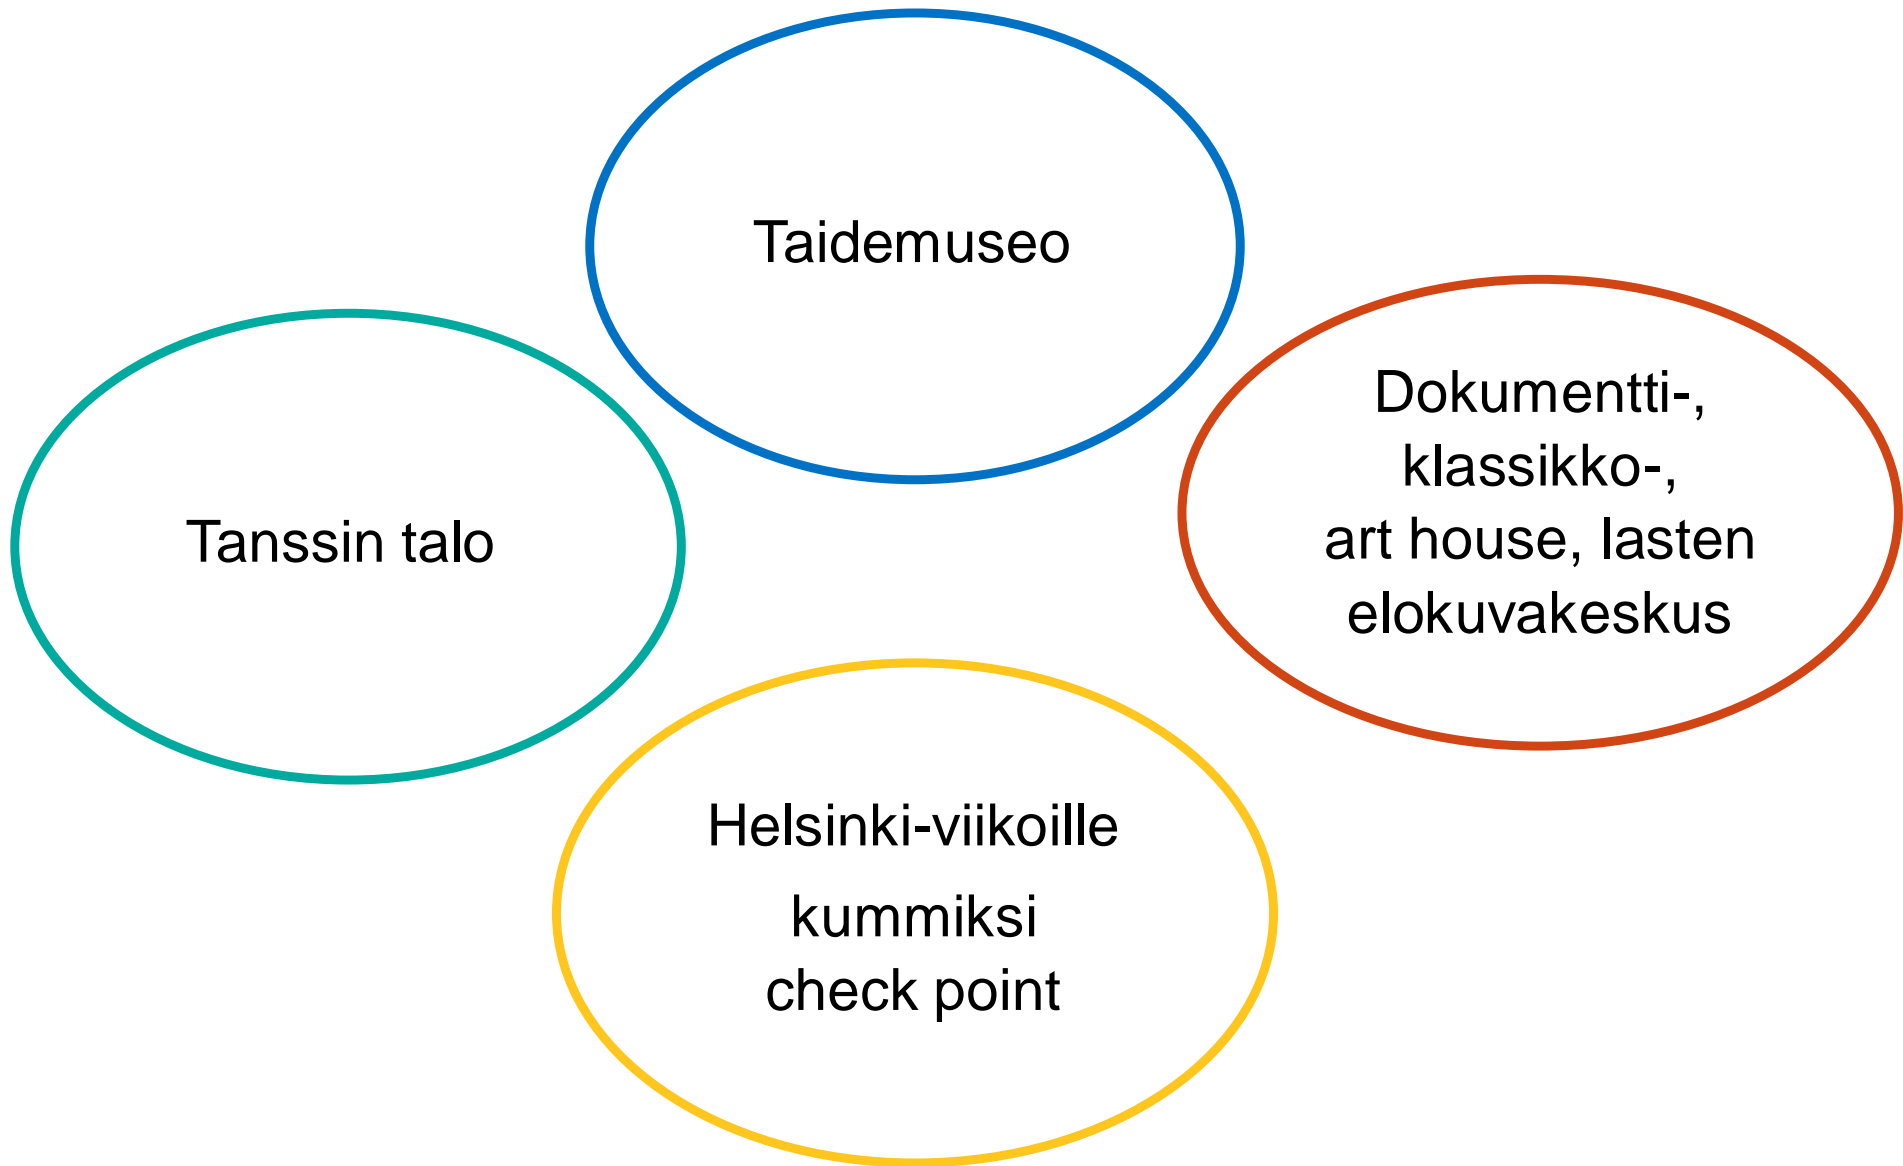 Taidemuseo
Tanssin talo
Dokumentti-,
klassikko-,
art house, lasten
elokuvakeskus
Helsinki-viikoille
kummiksi
check point